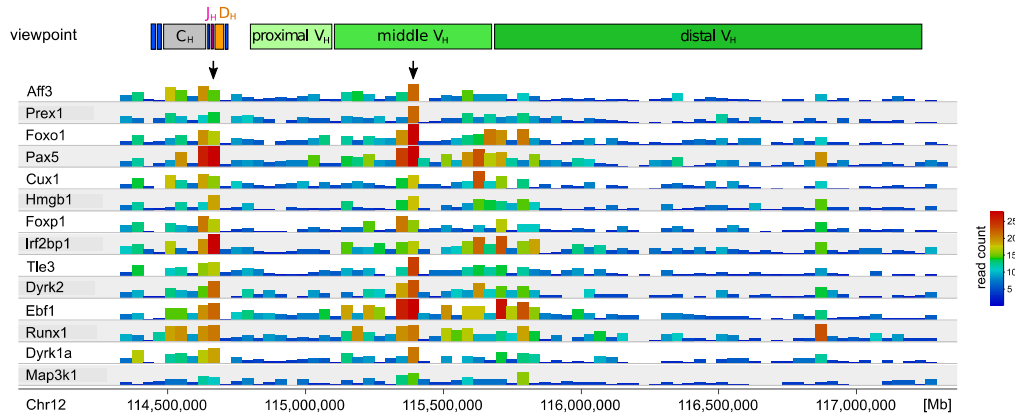 J_H D_H
viewpoint C_H proximal V_H middle V_H distal V_H
Aff3
Prex1
Foxo1
Pax5
Cux1
Hmgb1
Foxp1
Irf2bp1
Tle3
Dyrk2
Ebf1
Runx1
Dyrk1a
Map3k1
Chr12 114,500,000 115,000,000 115,500,000 116,000,000 116,500,000 117,000,000 [Mb]
read count
25
20
15
10
5